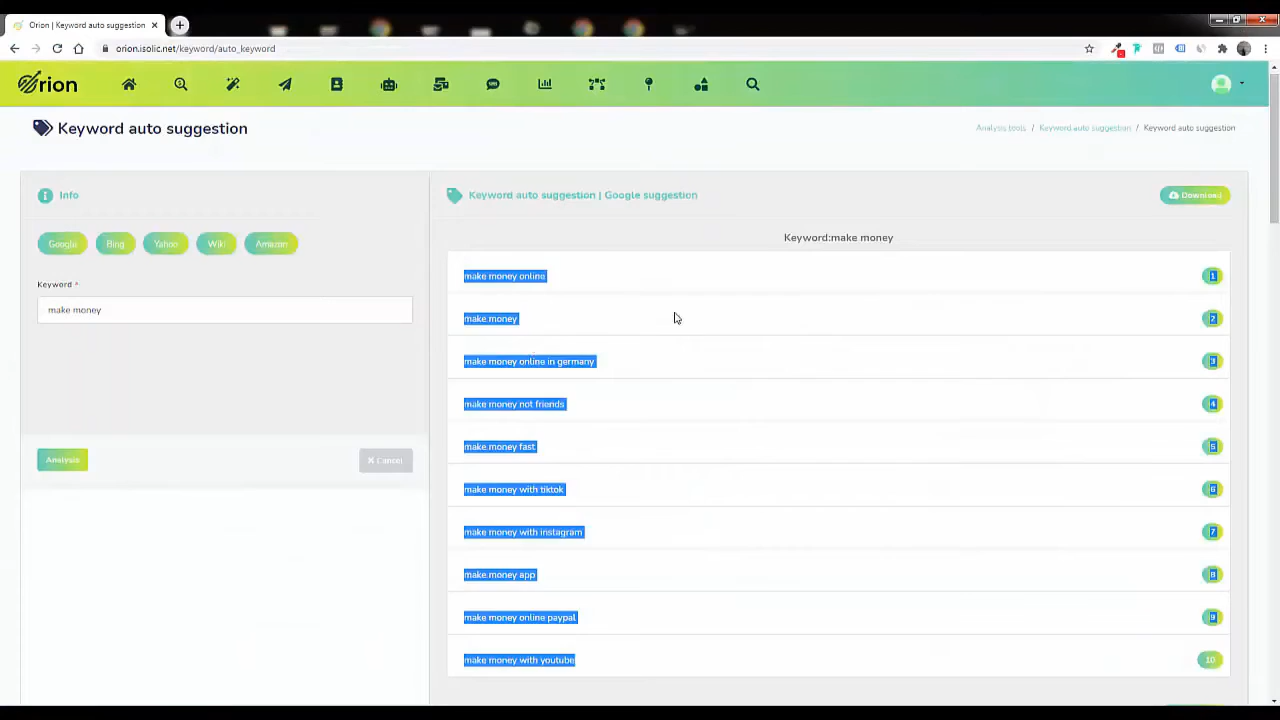 Orion | Keyword auto suggestion
orion.isolic.net/keyword/auto_keyword
Orion
Keyword auto suggestion
Analysis tools / Keyword auto suggestion / Keyword auto suggestion
Info
Google Bing Yahoo Wiki Amazon
Keyword *
make money
Analysis
Cancel
Keyword auto suggestion | Google suggestion
Download
Keyword:make money
make money online 1
make money 2
make money online in germany 3
make money not friends 4
make money fast 5
make money with tiktok 6
make money with instagram 7
make money app 8
make money online paypal 9
make money with youtube 10